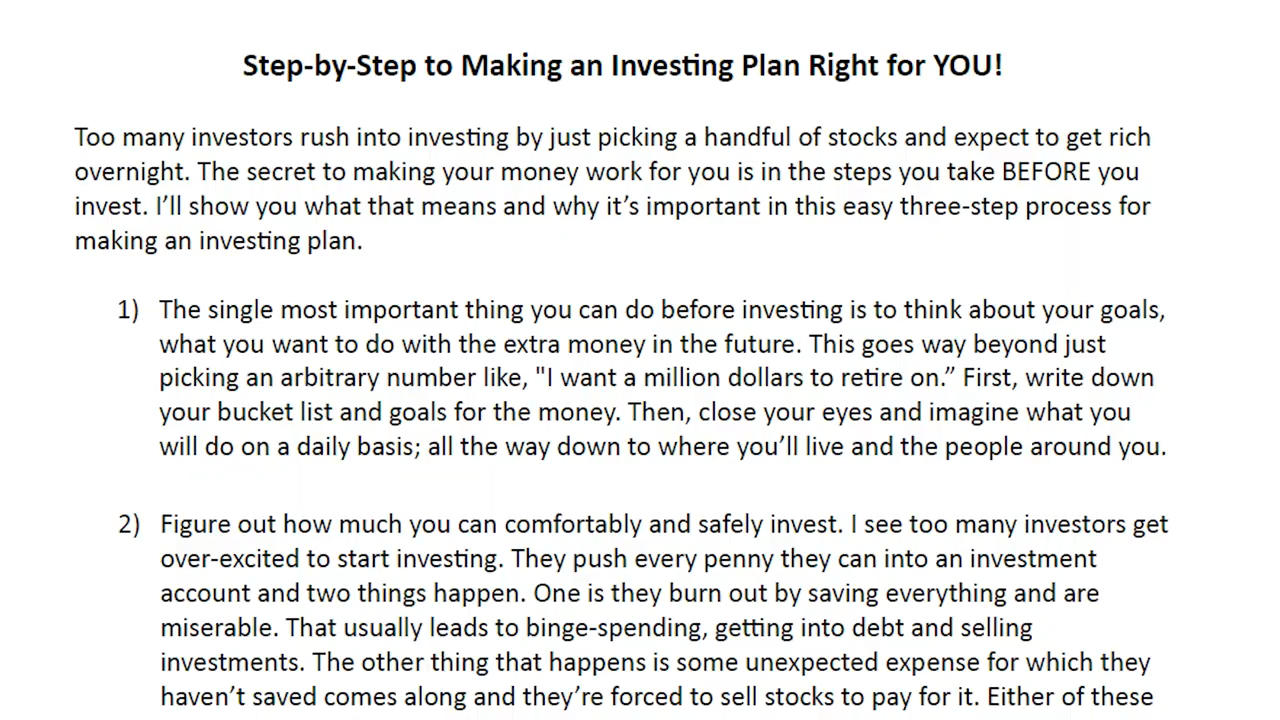 Step-by-Step to Making an Investing Plan Right for YOU!
Too many investors rush into investing by just picking a handful of stocks and expect to get rich
overnight. The secret to making your money work for you is in the steps you take BEFORE you
invest. I’ll show you what that means and why it’s important in this easy three-step process for
making an investing plan.
1) The single most important thing you can do before investing is to think about your goals,
what you want to do with the extra money in the future. This goes way beyond just
picking an arbitrary number like, "I want a million dollars to retire on.” First, write down
your bucket list and goals for the money. Then, close your eyes and imagine what you
will do on a daily basis; all the way down to where you’ll live and the people around you.
2) Figure out how much you can comfortably and safely invest. I see too many investors get
over-excited to start investing. They push every penny they can into an investment
account and two things happen. One is they burn out by saving everything and are
miserable. That usually leads to binge-spending, getting into debt and selling
investments. The other thing that happens is some unexpected expense for which they
haven’t saved comes along and they’re forced to sell stocks to pay for it. Either of these